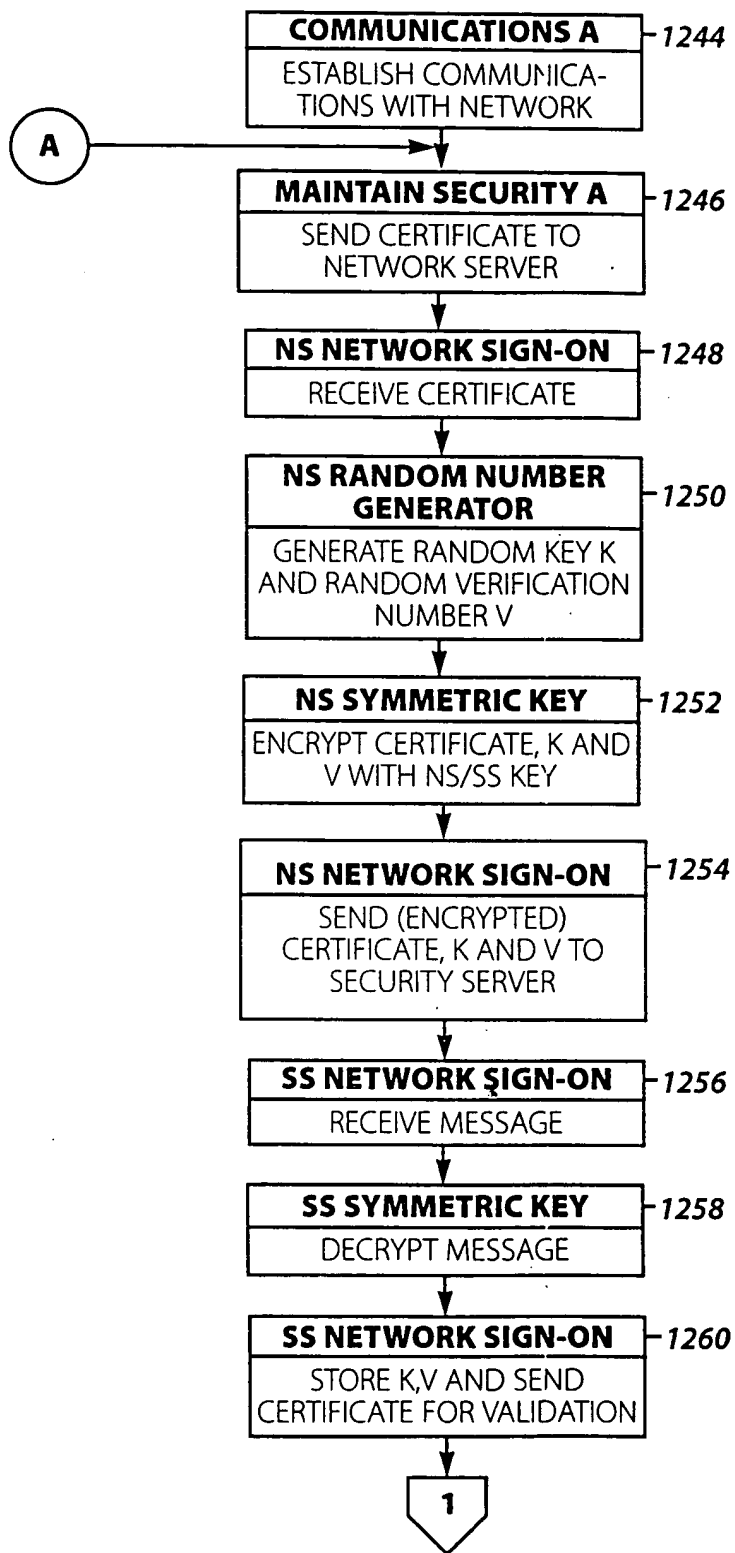 COMMUNICATIONS A
1244
ESTABLISH COMMUNICA-
TIONS WITH NETWORK
A
MAINTAIN SECURITY A
1246
SEND CERTIFICATE TO
NETWORK SERVER
NS NETWORK SIGN-ON
1248
RECEIVE CERTIFICATE
NS RANDOM NUMBER
GENERATOR
1250
GENERATE RANDOM KEY K
AND RANDOM VERIFICATION
NUMBER V
NS SYMMETRIC KEY
1252
ENCRYPT CERTIFICATE, K AND
V WITH NS/SS KEY
NS NETWORK SIGN-ON
1254
SEND (ENCRYPTED)
CERTIFICATE, K AND V TO
SECURITY SERVER
SS NETWORK SIGN-ON
1256
RECEIVE MESSAGE
SS SYMMETRIC KEY
1258
DECRYPT MESSAGE
SS NETWORK SIGN-ON
1260
STORE K,V AND SEND
CERTIFICATE FOR VALIDATION
1